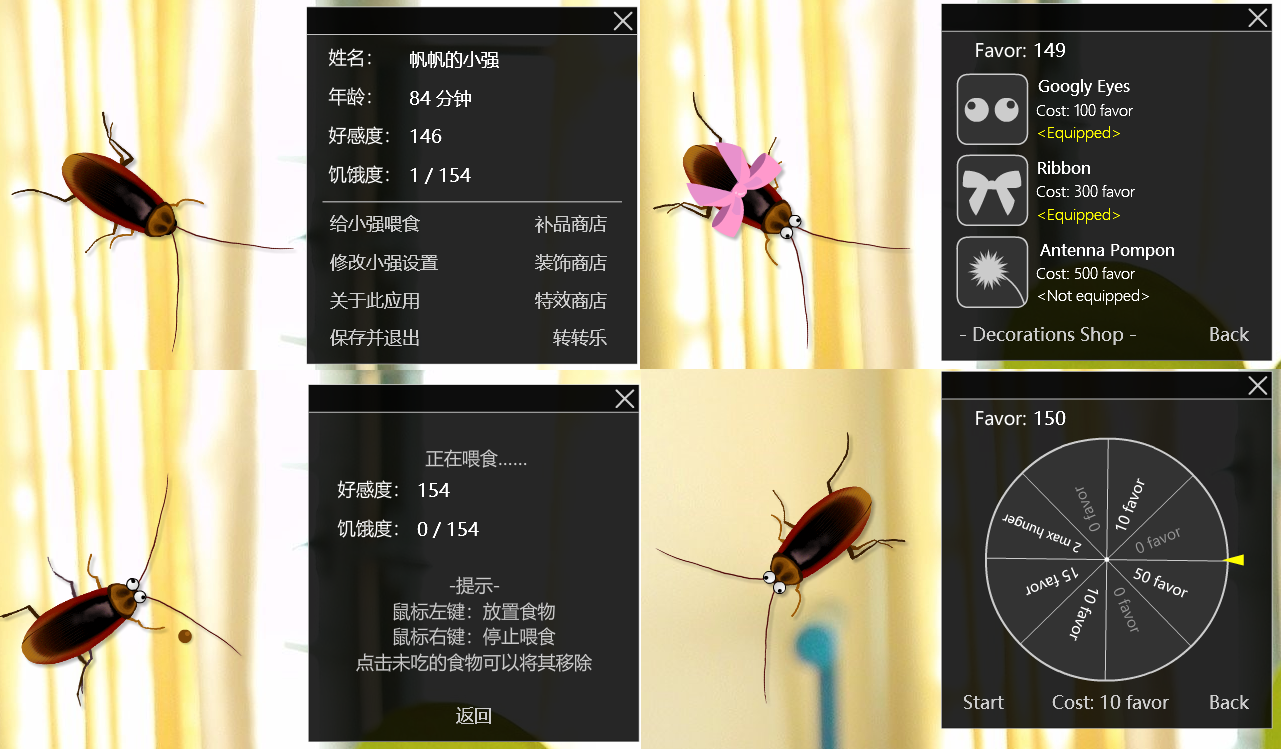 姓名: 帆帆的小强
年龄: 84 分钟
好感度: 146
饥饿度: 1 / 154
给小强喂食 补品商店
修改小强设置 装饰商店
关于此应用 特效商店
保存并退出 转转乐
Favor: 149
Googly Eyes
Cost: 100 favor
<Equipped>
Ribbon
Cost: 300 favor
<Equipped>
Antenna Pompon
Cost: 500 favor
<Not equipped>
- Decorations Shop - Back
正在喂食......
好感度: 154
饥饿度: 0 / 154
-提示-
鼠标左键: 放置食物
鼠标右键: 停止喂食
点击未吃的食物可以将其移除
返回
Favor: 150
0 favor
10 favor
0 favor
2 max hunger
15 favor
10 favor
0 favor
50 favor
Start Cost: 10 favor Back